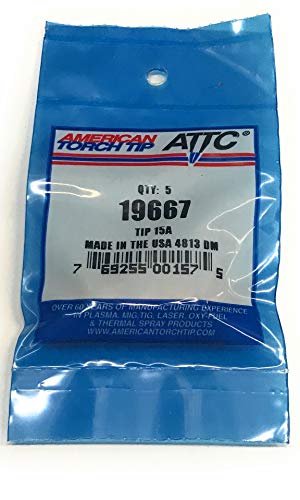 AMERICAN
TORCH TIP
ATTC®
QTY: 5
19667
TIP 15A
MADE IN THE USA 4813 DM
7 69255 00157 5
OVER 60 YEARS OF MANUFACTURING EXPERIENCE
IN PLASMA, MIG, TIG, LASER, OXY-FUEL
& THERMAL SPRAY PRODUCTS
WWW.AMERICANTORCHTIP.COM